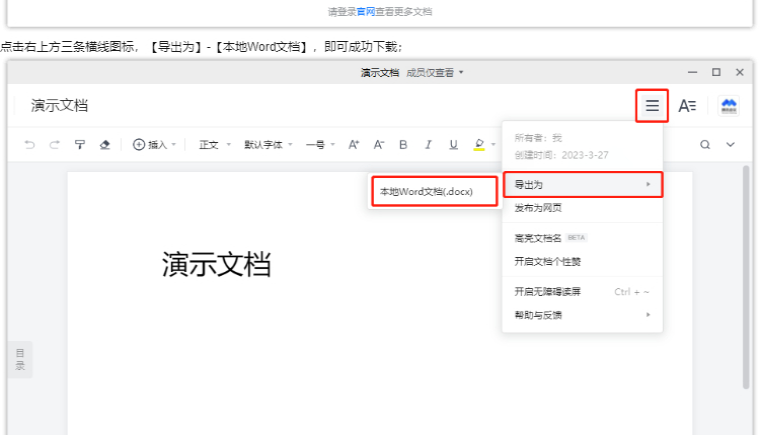 请登录官网查看更多文档
点击右上方三条横线图标，【导出为】-【本地Word文档】，即可成功下载；
演示文档 成员仅查看
演示文档
A
插入 正文 默认字体 一号 A+ A- B I U
所有者：我
创建时间：2023-3-27
导出为
本地Word文档(.docx)
发布为网页
高亮文档名 BETA
开启文档个性赞
开启无障碍读屏 Ctrl + ~
帮助与反馈
演示文档
目录